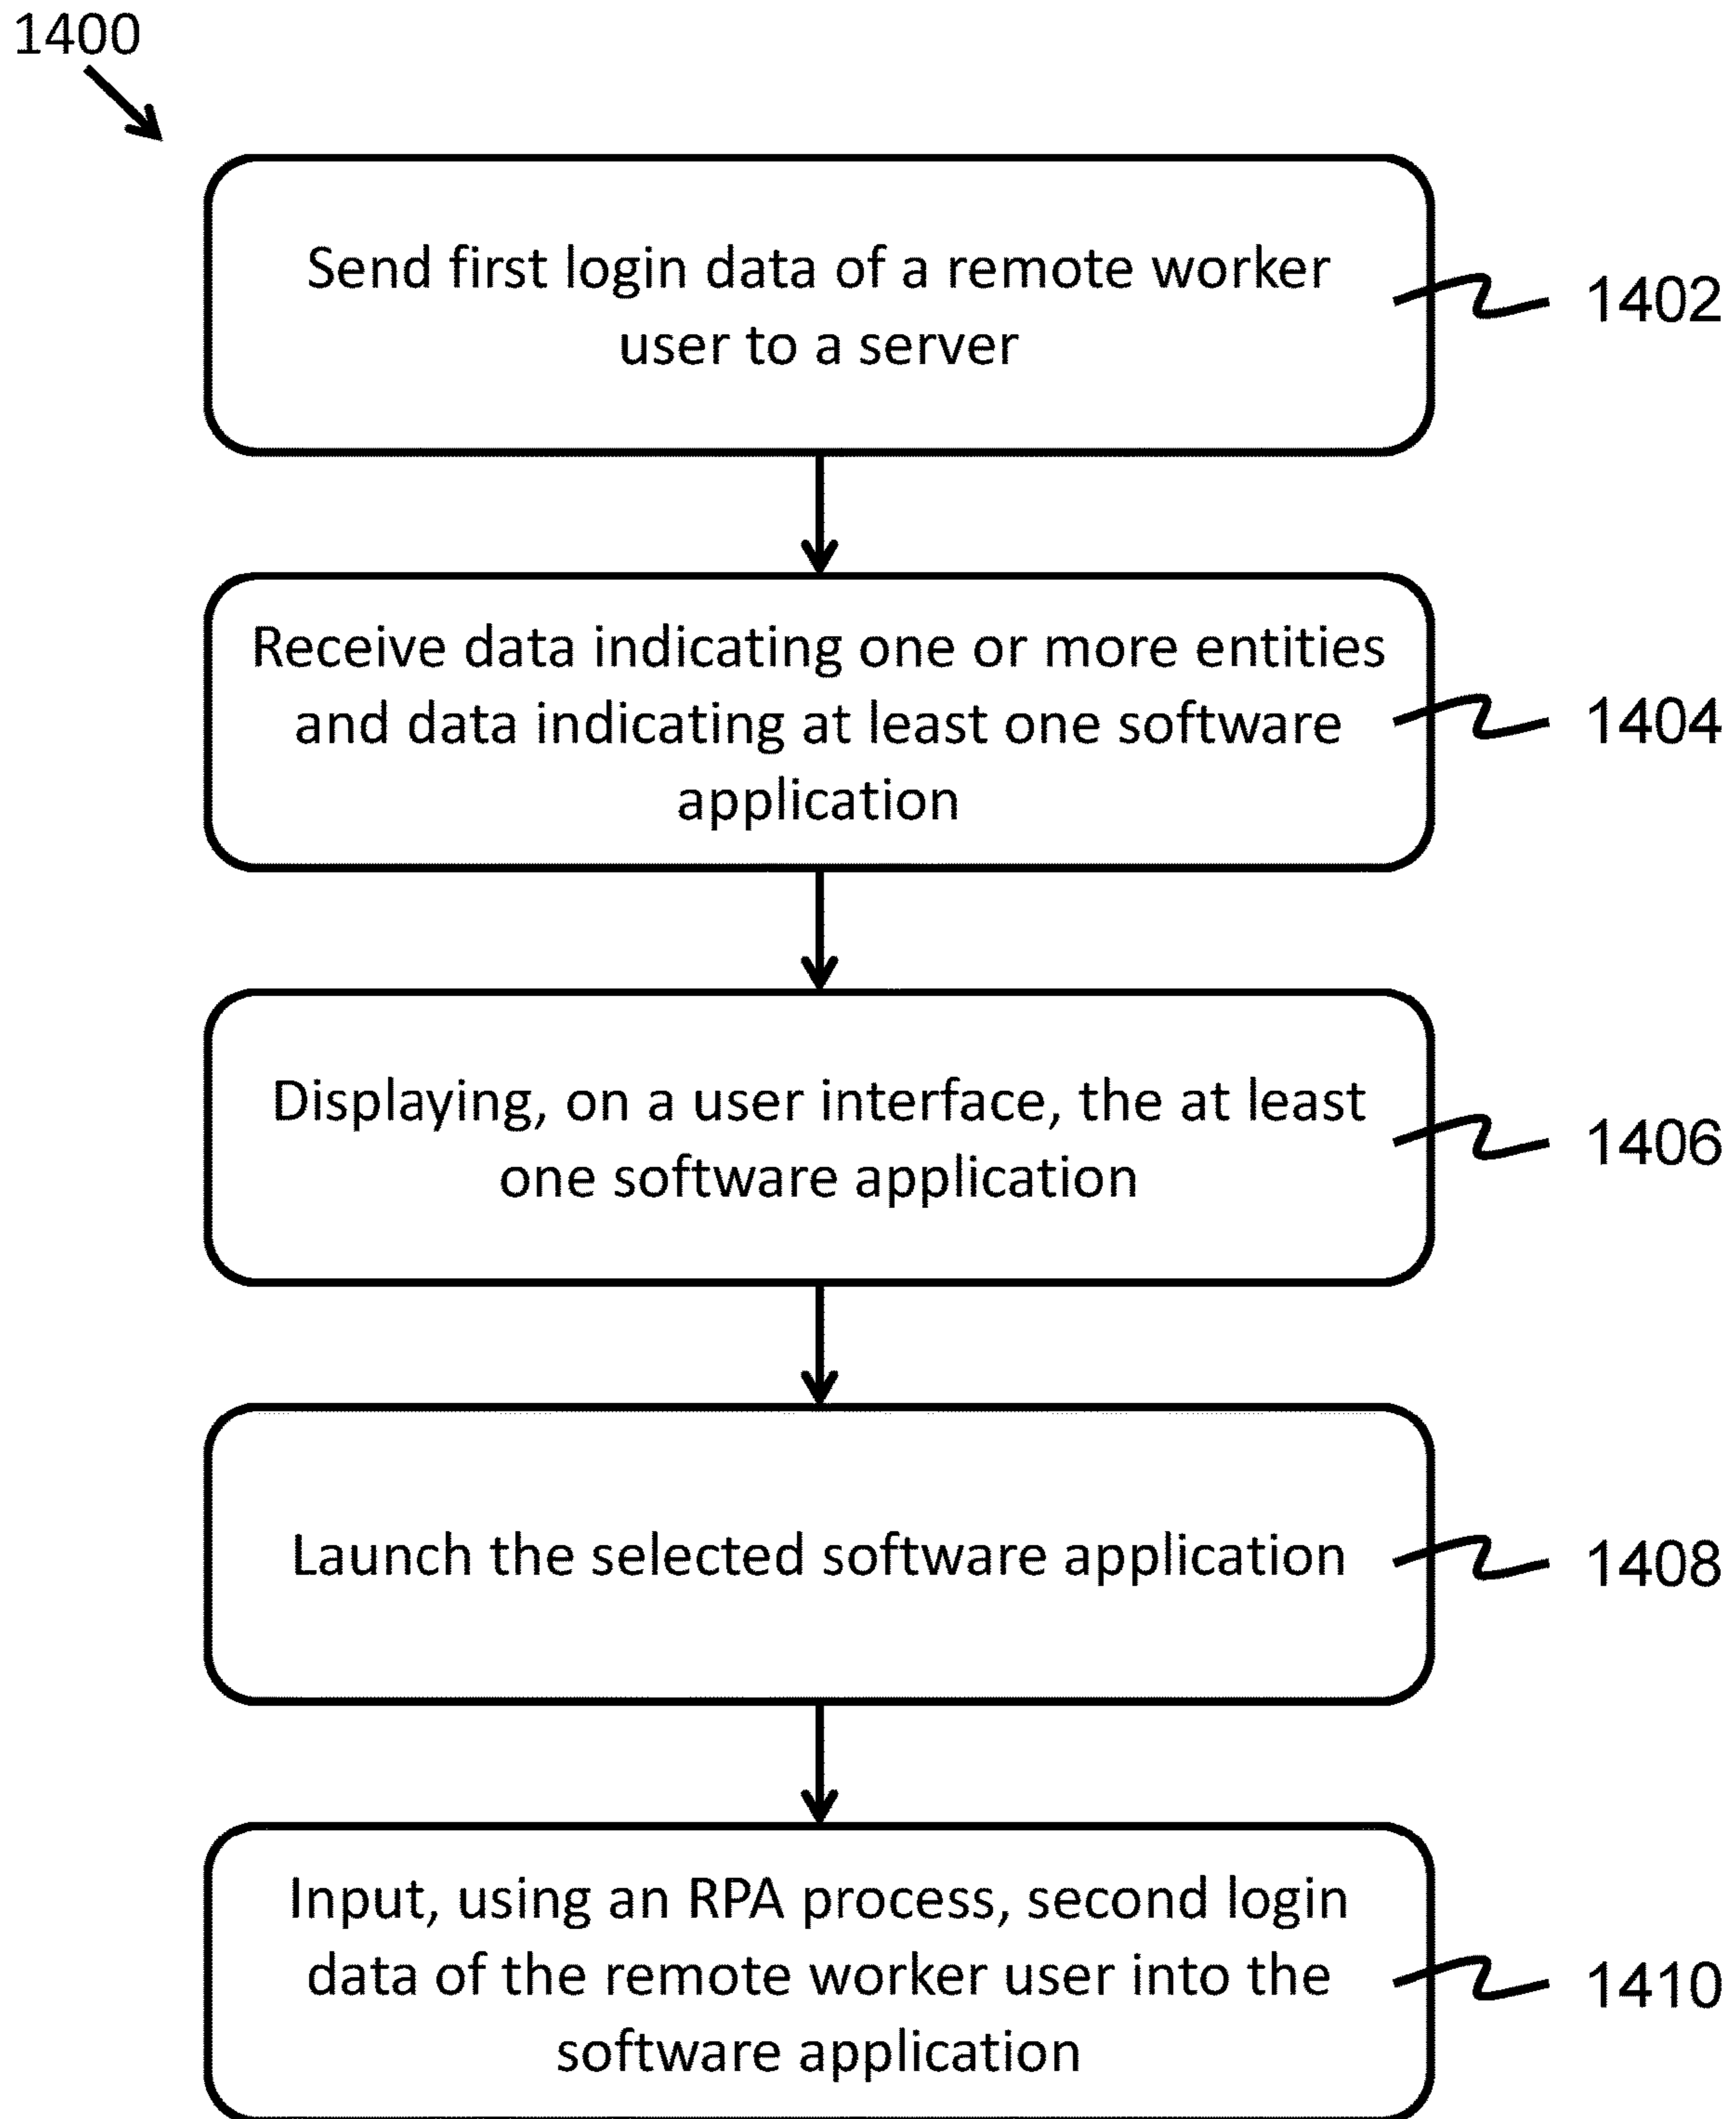 1400
Send first login data of a remote worker
user to a server
1402
Receive data indicating one or more entities
and data indicating at least one software
application
1404
Displaying, on a user interface, the at least
one software application
1406
Launch the selected software application
1408
Input, using an RPA process, second login
data of the remote worker user into the
software application
1410